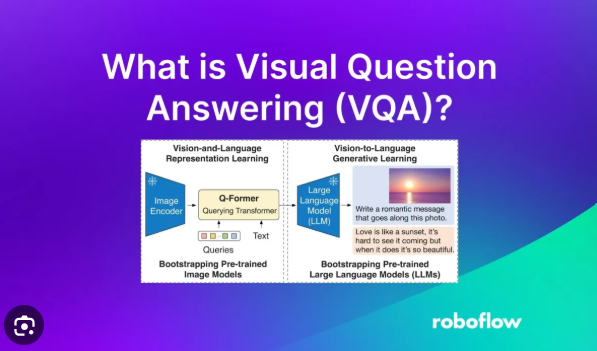 What is Visual Question
Answering (VQA)?
Vision-and-Language
Representation Learning
Vision-to-Language
Generative Learning
Image
Encoder
Q-Former
Querying Transformer
Queries
Text
Bootstrapping Pre-trained
Image Models
Large
Language
Model
(LLM)
Write a romantic message
that goes along this photo.
Love is like a sunset, it's
hard to see it coming but
when it does it's so beautiful.
Bootstrapping Pre-trained
Large Language Models (LLMs)
roboflow